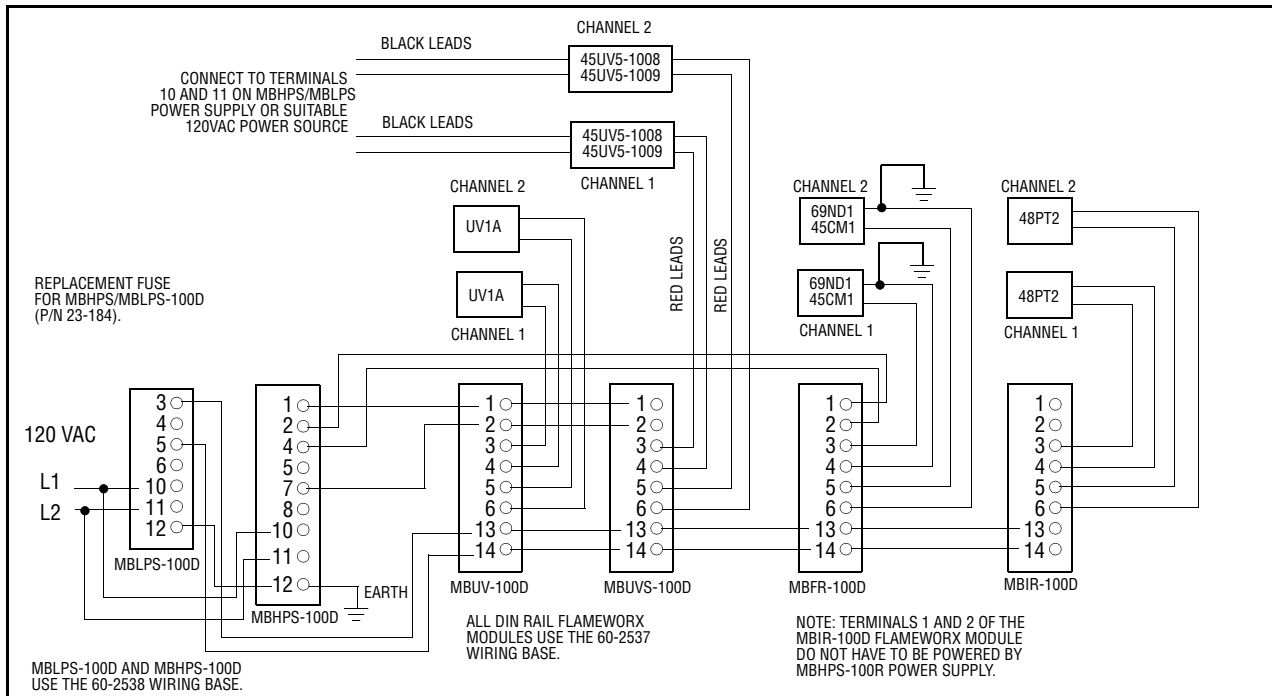 CHANNEL 2
BLACK LEADS
45UV5-1008
45UV5-1009
CONNECT TO TERMINALS
10 AND 11 ON MBHPS/MBLPS
POWER SUPPLY OR SUITABLE
120VAC POWER SOURCE
BLACK LEADS
45UV5-1008
45UV5-1009
CHANNEL 1
CHANNEL 2
UV1A
UV1A
CHANNEL 1
RED LEADS
RED LEADS
CHANNEL 2
69ND1
45CM1
69ND1
45CM1
CHANNEL 1
CHANNEL 2
48PT2
48PT2
CHANNEL 1
REPLACEMENT FUSE
FOR MBHPS/MBLPS-100D
(P/N 23-184).
120 VAC
L1
L2
3
4
5
6
10
11
12
MBLPS-100D
1
2
4
5
7
8
10
11
12
EARTH
MBHPS-100D
1
2
3
4
5
6
13
14
MBUV-100D
1
2
3
4
5
6
13
14
MBUVS-100D
1
2
3
4
5
6
13
14
MBFR-100D
1
2
3
4
5
6
13
14
MBIR-100D
MBLPS-100D AND MBHPS-100D
USE THE 60-2538 WIRING BASE.
ALL DIN RAIL FLAMEWORX
MODULES USE THE 60-2537
WIRING BASE.
NOTE: TERMINALS 1 AND 2 OF THE
MBIR-100D FLAMEWORX MODULE
DO NOT HAVE TO BE POWERED BY
MBHPS-100R POWER SUPPLY.